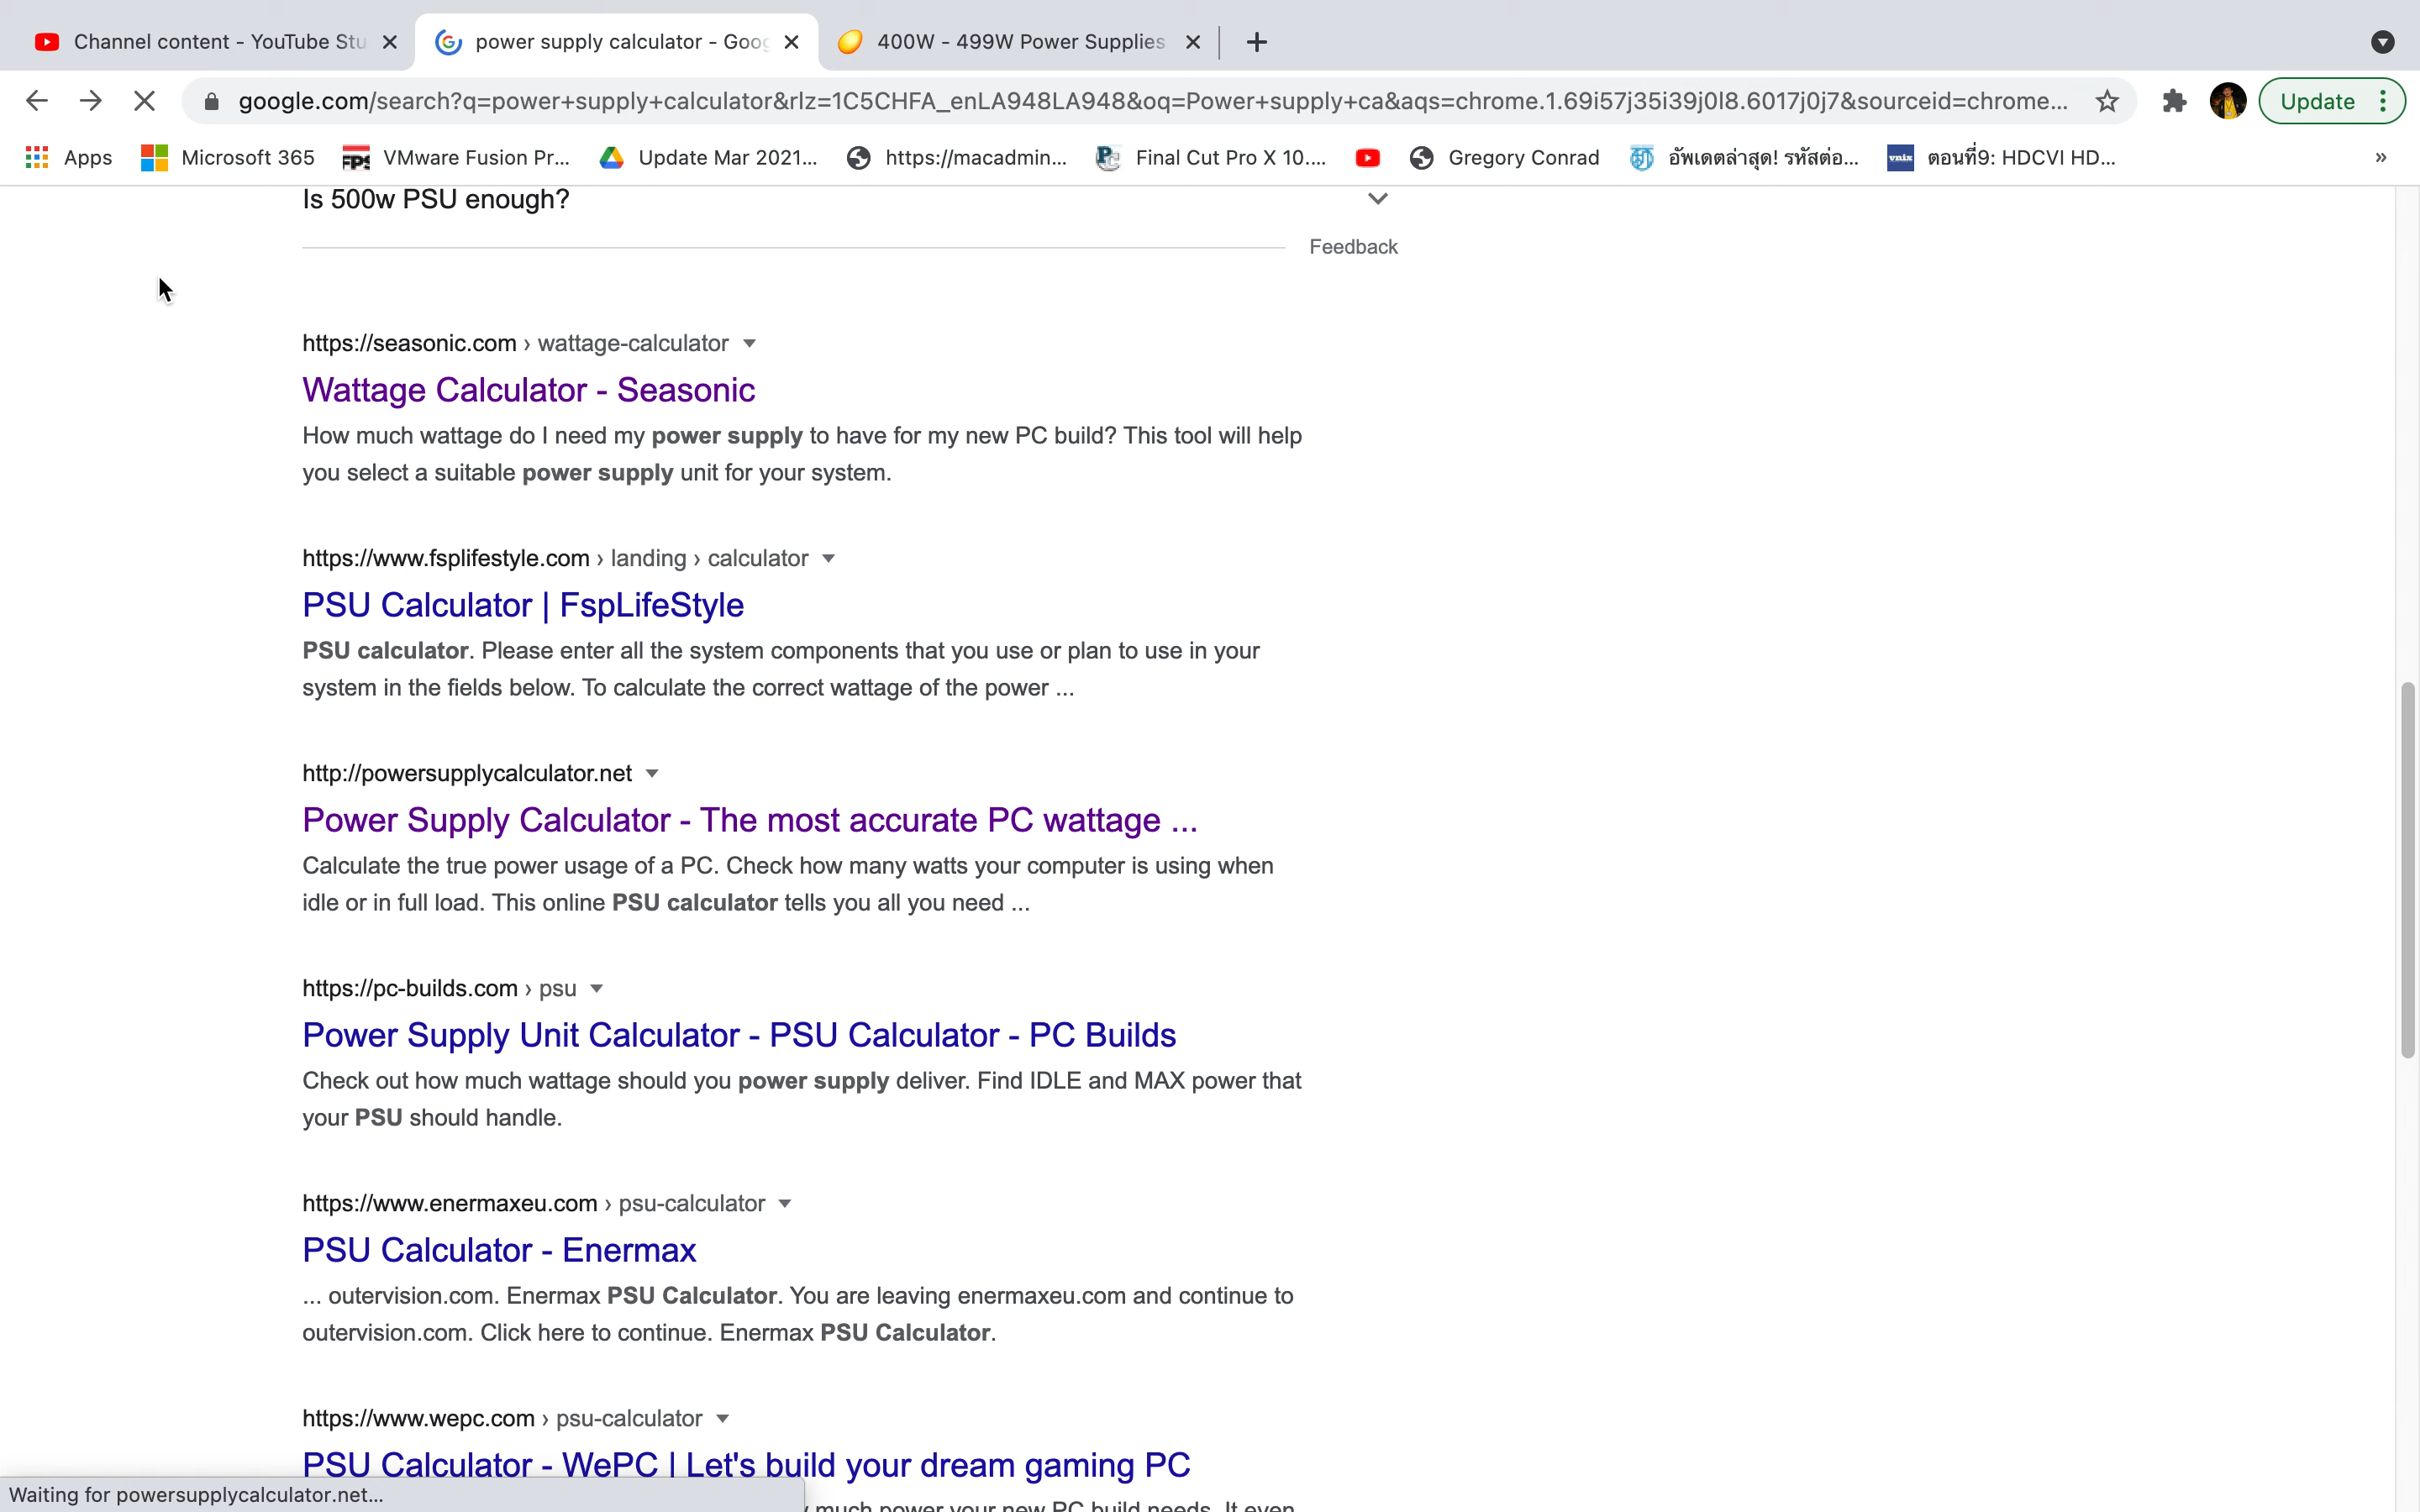 Channel content - YouTube Stu
power supply calculator - Goog
400W - 499W Power Supplies
google.com/search?q=power+supply+calculator&rlz=1C5CHFA_enLA948LA948&oq=Power+supply+ca&aqs=chrome.1.69i57j35i39j0l8.6017j0j7&sourceid=chrome...
Update
Apps
Microsoft 365
FPS
VMware Fusion Pr...
Update Mar 2021...
https://macadmin...
Final Cut Pro X 10....
Gregory Conrad
อัพเดตล่าสุด! รหัสต่อ...
vnix
ตอนที่9: HDCVI HD...
»
Is 500w PSU enough?
Feedback
https://seasonic.com › wattage-calculator
Wattage Calculator - Seasonic
How much wattage do I need my power supply to have for my new PC build? This tool will help
you select a suitable power supply unit for your system.
https://www.fsplifestyle.com › landing › calculator
PSU Calculator | FspLifeStyle
PSU calculator. Please enter all the system components that you use or plan to use in your
system in the fields below. To calculate the correct wattage of the power ...
http://powersupplycalculator.net
Power Supply Calculator - The most accurate PC wattage ...
Calculate the true power usage of a PC. Check how many watts your computer is using when
idle or in full load. This online PSU calculator tells you all you need ...
https://pc-builds.com › psu
Power Supply Unit Calculator - PSU Calculator - PC Builds
Check out how much wattage should you power supply deliver. Find IDLE and MAX power that
your PSU should handle.
https://www.enermaxeu.com › psu-calculator
PSU Calculator - Enermax
... outervision.com. Enermax PSU Calculator. You are leaving enermaxeu.com and continue to
outervision.com. Click here to continue. Enermax PSU Calculator.
https://www.wepc.com › psu-calculator
PSU Calculator - WePC | Let's build your dream gaming PC
much power your new PC build needs. It even
Waiting for powersupplycalculator.net...